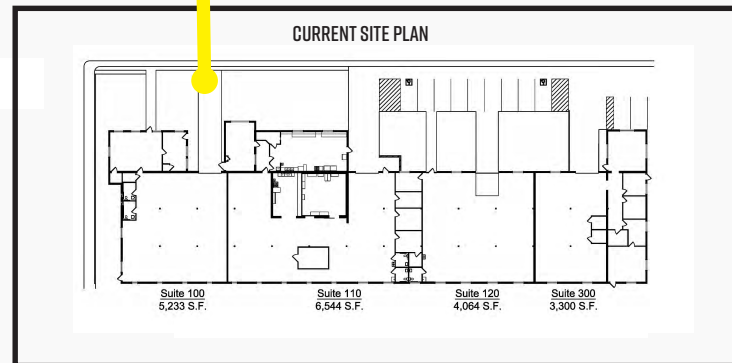 CURRENT SITE PLAN
Suite 100
5,233 S.F.
Suite 110
6,544 S.F.
Suite 120
4,064 S.F.
Suite 300
3,300 S.F.